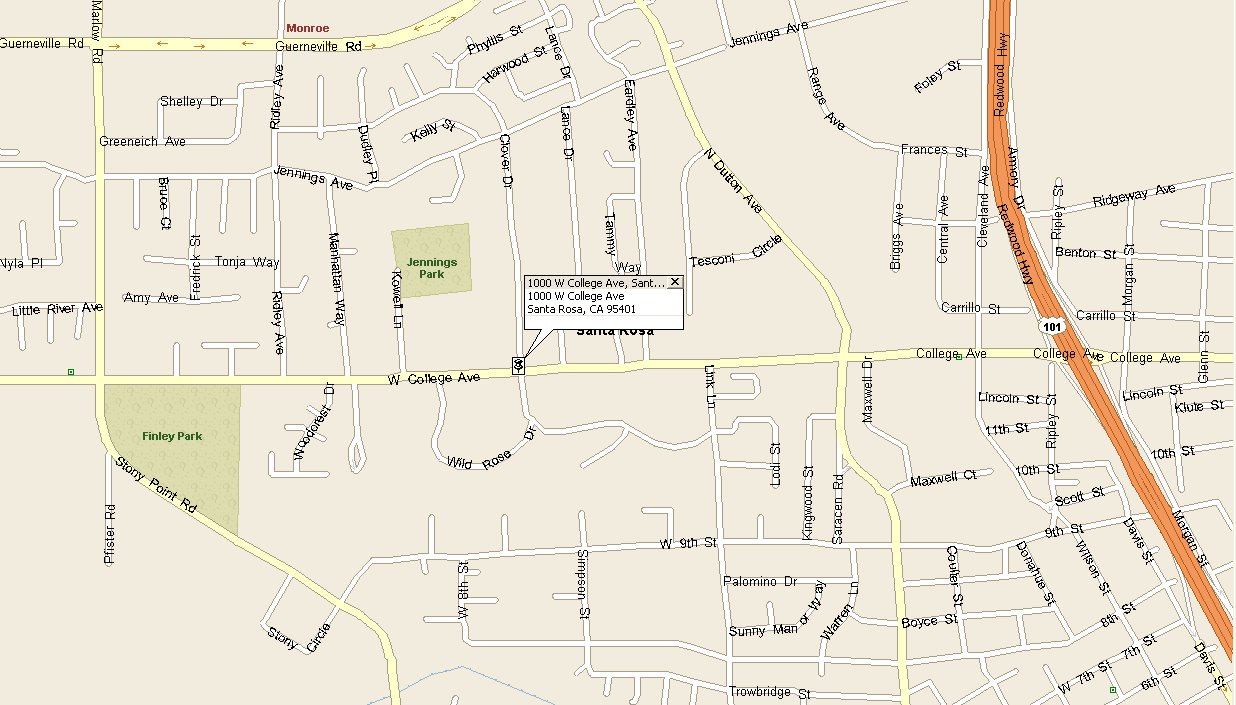 Marlow Rd
Monroe
Guerneville Rd
Guerneville Rd
Phyllis St
Harwood St
Lance Dr
Jennings Ave
Redwood Hwy
Foley St
Range Ave
Ridley Ave
Shelley Dr
Greeneich Ave
Dudley Pl
Kelly St
Clover Dr
Lance Dr
Eardley Ave
N Dutton Ave
Frances St
Armory Dr
Jennings Ave
Bruce Ct
Ridgeway Ave
Ripley St
Cleveland Ave
Central Ave
Briggs Ave
Redwood Hwy
Fredrick St
Manhattan Way
Tammy
Way
Tesconi Circle
Benton St
Morgan St
Nyla Pl
Tonja Way
Jennings
Park
Kowell Ln
1000 W College Ave, Sant...
1000 W College Ave
Santa Rosa, CA 95401
Santa Rosa
Amy Ave
Little River Ave
Ridley Ave
Carrillo St
Carrillo St
101
Glenn St
College Ave
College Ave
College Ave
W College Ave
Link Ln
Maxwell Dr
Lincoln St
Lincoln St
Klute St
Ripley St
Woodcrest Dr
Finley Park
Wild Rose Dr
11th St
10th St
10th St
Lodi St
Kingwood St
Saracen Rd
Maxwell Ct
Scott St
Stony Point Rd
Pfister Rd
9th St
W 9th St
Davis St
Morgan St
Wilson St
Donahue St
Coulter St
W 8th St
Simpson St
Palomino Dr
Sunny Manor Way
Warren Ln
Boyce St
8th St
7th St
Stony Circle
Davis St
W 7th St
6th St
Trowbridge St